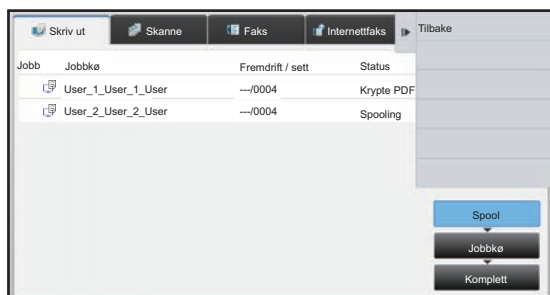 Skriv ut Skanne Faks Internettfaks Tilbake
Jobb Jobbkø Fremdrift / sett Status
User_1_User_1_User ---/0004 Krypte PDF
User_2_User_2_User ---/0004 Spooling
Spool
Jobbkø
Komplett